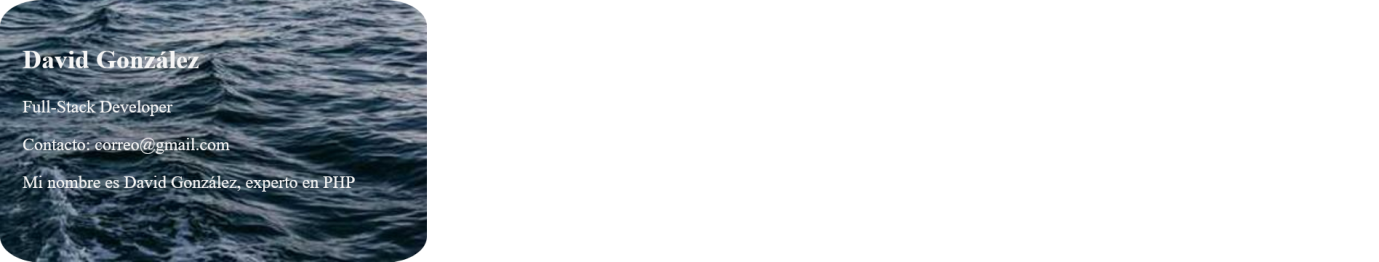 David González
Full-Stack Developer
Contacto: correo@gmail.com
Mi nombre es David González, experto en PHP